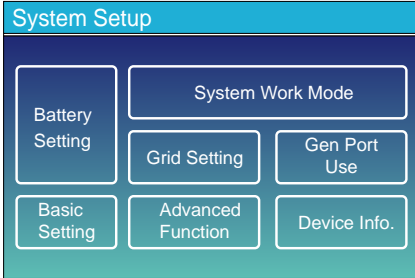 System Setup
Battery
Setting
System Work Mode
Grid Setting
Gen Port
Use
Basic
Setting
Advanced
Function
Device Info.